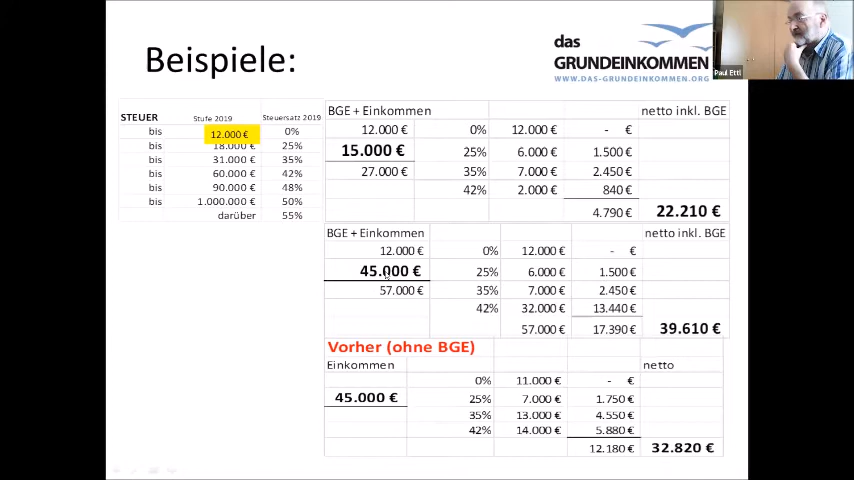 Beispiele:
das
GRUNDEINKOMMEN
WWW.DAS-GRUNDEINKOMMEN.ORG
Paul Ettl
STEUER Stufe 2019 Steuersatz 2019
bis 12.000 € 0%
bis 18.000 € 25%
bis 31.000 € 35%
bis 60.000 € 42%
bis 90.000 € 48%
bis 1.000.000 € 50%
darüber 55%
BGE + Einkommen netto inkl. BGE
12.000 € 0% 12.000 € - €
15.000 € 25% 6.000 € 1.500 €
27.000 € 35% 7.000 € 2.450 €
42% 2.000 € 840 €
4.790 € 22.210 €
BGE + Einkommen netto inkl. BGE
12.000 € 0% 12.000 € - €
45.000 € 25% 6.000 € 1.500 €
57.000 € 35% 7.000 € 2.450 €
42% 32.000 € 13.440 €
57.000 € 17.390 € 39.610 €
Vorher (ohne BGE)
Einkommen netto
0% 11.000 € - €
45.000 € 25% 7.000 € 1.750 €
35% 13.000 € 4.550 €
42% 14.000 € 5.880 €
12.180 € 32.820 €